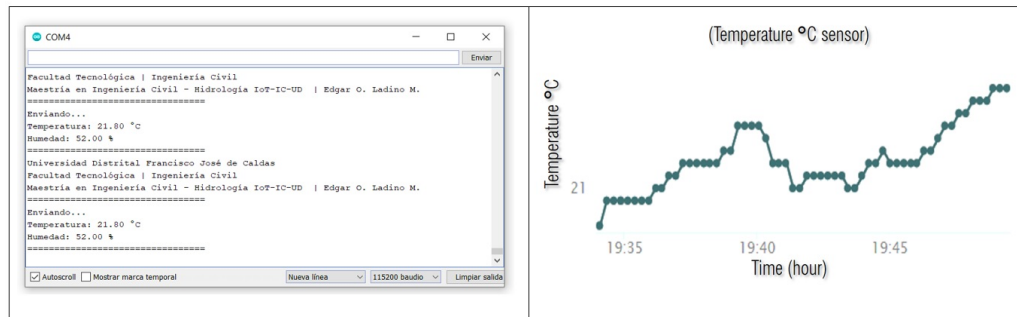 COM4
Enviar
Facultad Tecnológica | Ingeniería Civil
Maestría en Ingeniería Civil - Hidrología IoT-IC-UD | Edgar O. Ladino M.
=================================
Enviando...
Temperatura: 21.80 °C
Humedad: 52.00 %
=================================
Universidad Distrital Francisco José de Caldas
Facultad Tecnológica | Ingeniería Civil
Maestría en Ingeniería Civil - Hidrología IoT-IC-UD | Edgar O. Ladino M.
=================================
Enviando...
Temperatura: 21.80 °C
Humedad: 52.00 %
=================================
Autoscroll Mostrar marca temporal Nueva línea 115200 baudio Limpiar salida
(Temperature °C sensor)
Temperature °C
21
19:35 19:40 19:45
Time (hour)